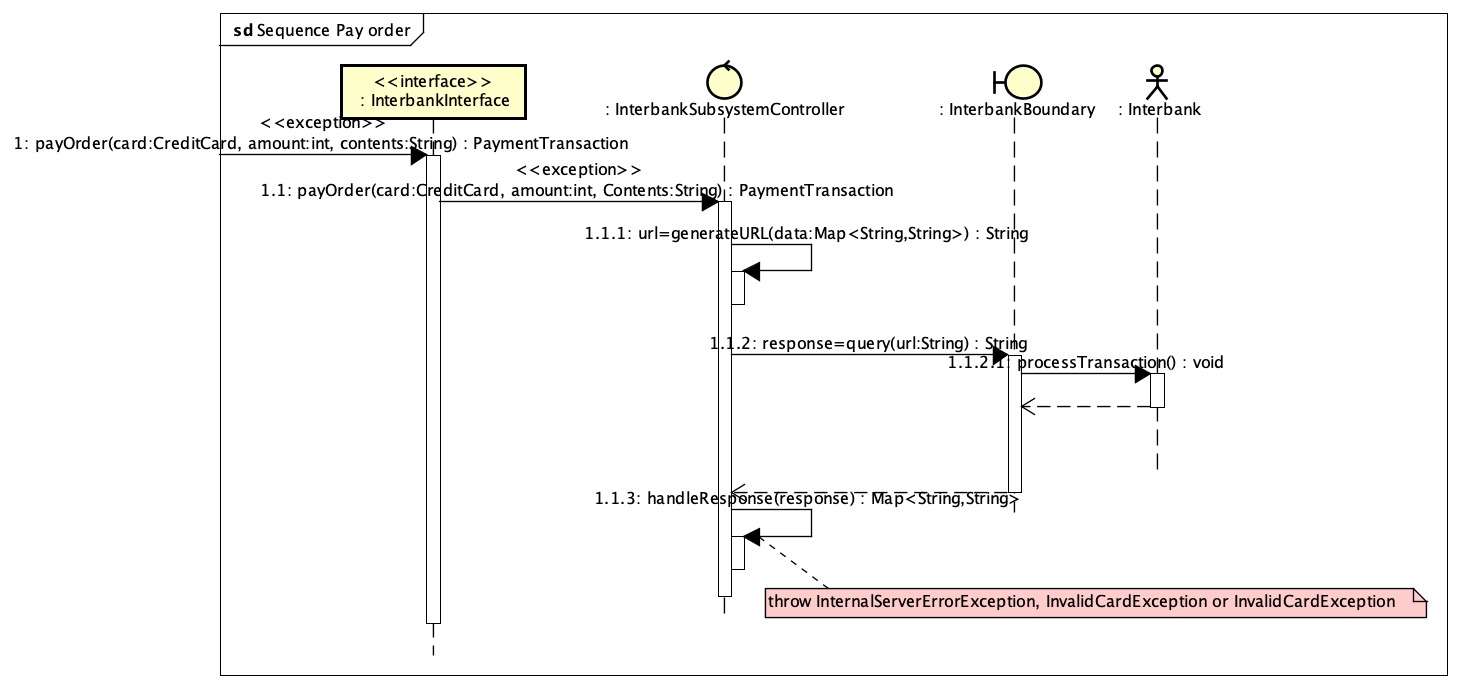 sd Sequence Pay order
<<interface>>
: InterbankInterface
: InterbankSubsystemController
: InterbankBoundary
: Interbank
<<exception>>
1: payOrder(card:CreditCard, amount:int, contents:String) : PaymentTransaction
<<exception>>
1.1: payOrder(card:CreditCard, amount:int, Contents:String) : PaymentTransaction
1.1.1: url=generateURL(data:Map<String,String>) : String
1.1.2: response=query(url:String) : String
1.1.2.1: processTransaction() : void
1.1.3: handleResponse(response) : Map<String,String>
throw InternalServerErrorException, InvalidCardException or InvalidCardException